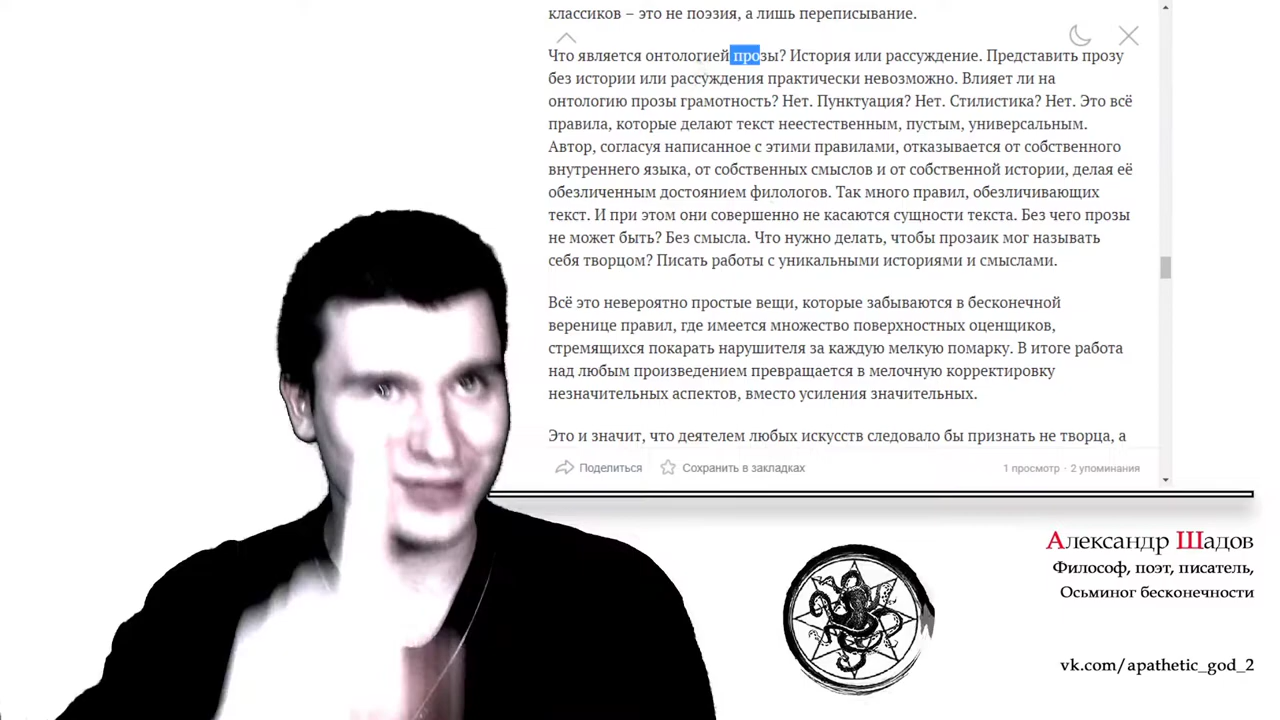 классиков – это не поэзия, а лишь переписывание.
Что является онтологией прозы? История или рассуждение. Представить прозу
без истории или рассуждения практически невозможно. Влияет ли на
онтологию прозы грамотность? Нет. Пунктуация? Нет. Стилистика? Нет. Это всё
правила, которые делают текст неестественным, пустым, универсальным.
Автор, согласуя написанное с этими правилами, отказывается от собственного
внутреннего языка, от собственных смыслов и от собственной истории, делая её
обезличенным достоянием филологов. Так много правил, обезличивающих
текст. И при этом они совершенно не касаются сущности текста. Без чего прозы
не может быть? Без смысла. Что нужно делать, чтобы прозаик мог называть
себя творцом? Писать работы с уникальными историями и смыслами.
Всё это невероятно простые вещи, которые забываются в бесконечной
веренице правил, где имеется множество поверхностных оценщиков,
стремящихся покарать нарушителя за каждую мелкую помарку. В итоге работа
над любым произведением превращается в мелочную корректировку
незначительных аспектов, вместо усиления значительных.
Это и значит, что деятелем любых искусств следовало бы признать не творца, а
Поделиться Сохранить в закладках 1 просмотр · 2 упоминания
Александр Шадов
Философ, поэт, писатель,
Осьминог бесконечности
vk.com/apathetic_god_2